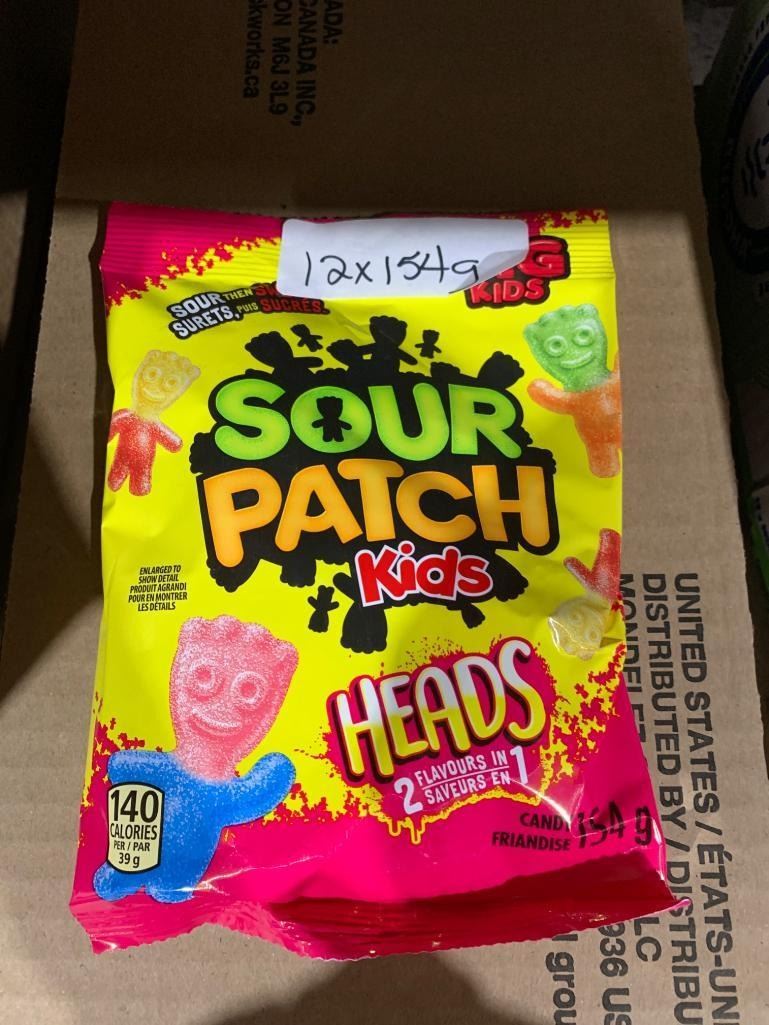 ADA:
CANADA INC.,
ON M6J 3L9
kworks.ca
12x154g
KIDS
SOUR THEN
SURETS, PUIS SUCRÉS.
SOUR
PATCH
Kids
ENLARGED TO
SHOW DETAIL
PRODUIT AGRANDI
POUR EN MONTRER
LES DÉTAILS
HEADS
2 FLAVOURS IN 1
SAVEURS EN
140
CALORIES
PER / PAR
39 g
CANDY
FRIANDISE 154 g
UNITED STATES / ÉTATS-UN
DISTRIBUTED BY / DISTRIBU
LC
936 US
l grou